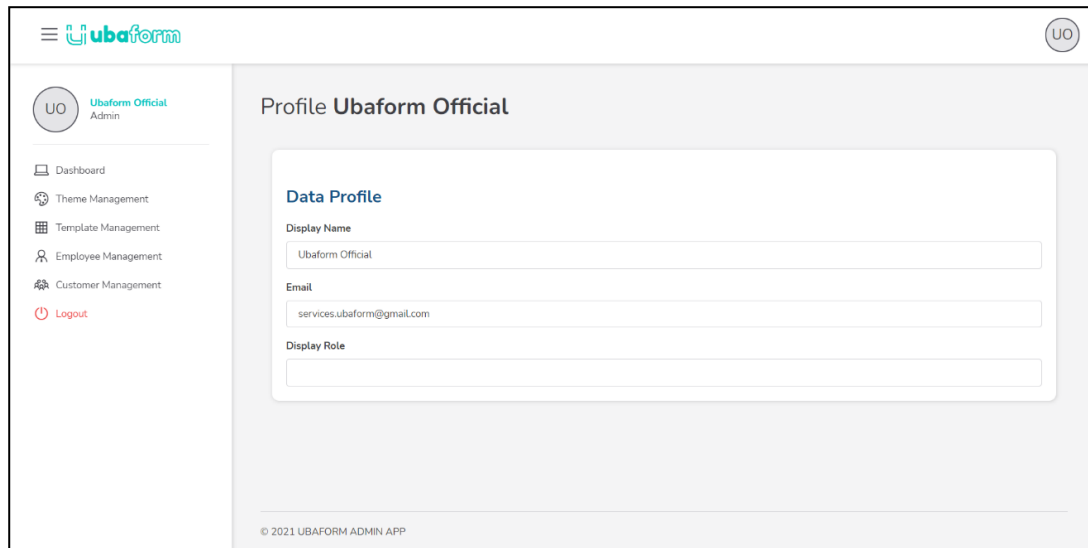 ubaform
UO
UO
Ubaform Official
Admin
Dashboard
Theme Management
Template Management
Employee Management
Customer Management
Logout
Profile Ubaform Official
Data Profile
Display Name
Ubaform Official
Email
services.ubaform@gmail.com
Display Role
© 2021 UBAFORM ADMIN APP